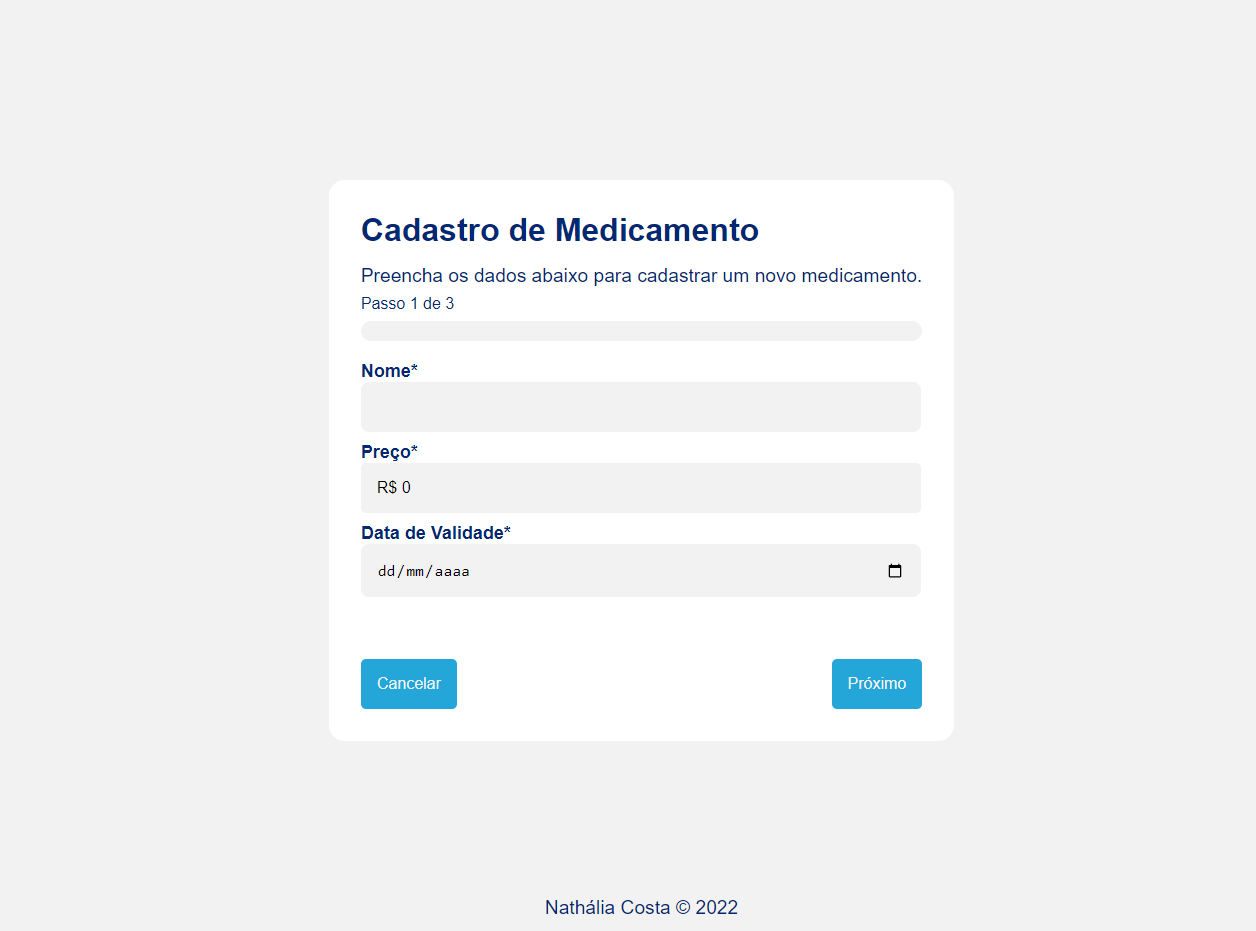 Cadastro de Medicamento
Preencha os dados abaixo para cadastrar um novo medicamento.
Passo 1 de 3
Nome*
Preço*
R$ 0
Data de Validade*
dd/mm/aaaa
Cancelar Próximo
Nathália Costa © 2022